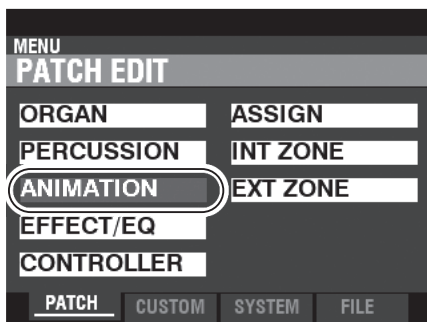 MENU
PATCH EDIT
ORGAN
ASSIGN
PERCUSSION
INT ZONE
ANIMATION
EXT ZONE
EFFECT/EQ
CONTROLLER
PATCH CUSTOM SYSTEM FILE